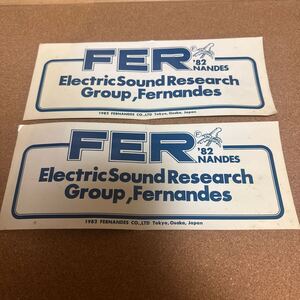 FER
'82
NANDES
Electric Sound Research
Group,Fernandes
1982 FERNANDES CO.,LTD Tokyo, Osaka, Japan
FER
'82
NANDES
Electric Sound Research
Group,Fernandes
1982 FERNANDES CO.,LTD Tokyo, Osaka, Japan